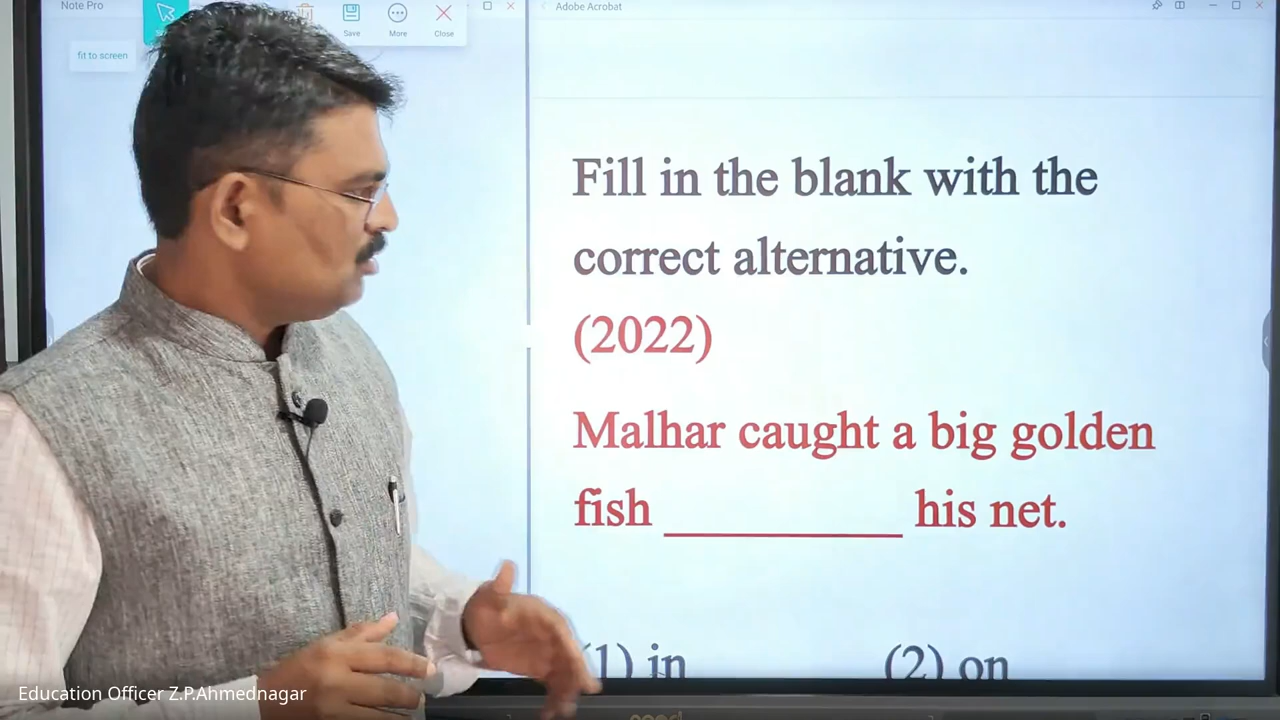 Note Pro
Save
More
Close
Adobe Acrobat
fit to screen
Fill in the blank with the
correct alternative.
(2022)
Malhar caught a big golden
fish __________ his net.
(1) in (2) on
Education Officer Z.P.Ahmednagar